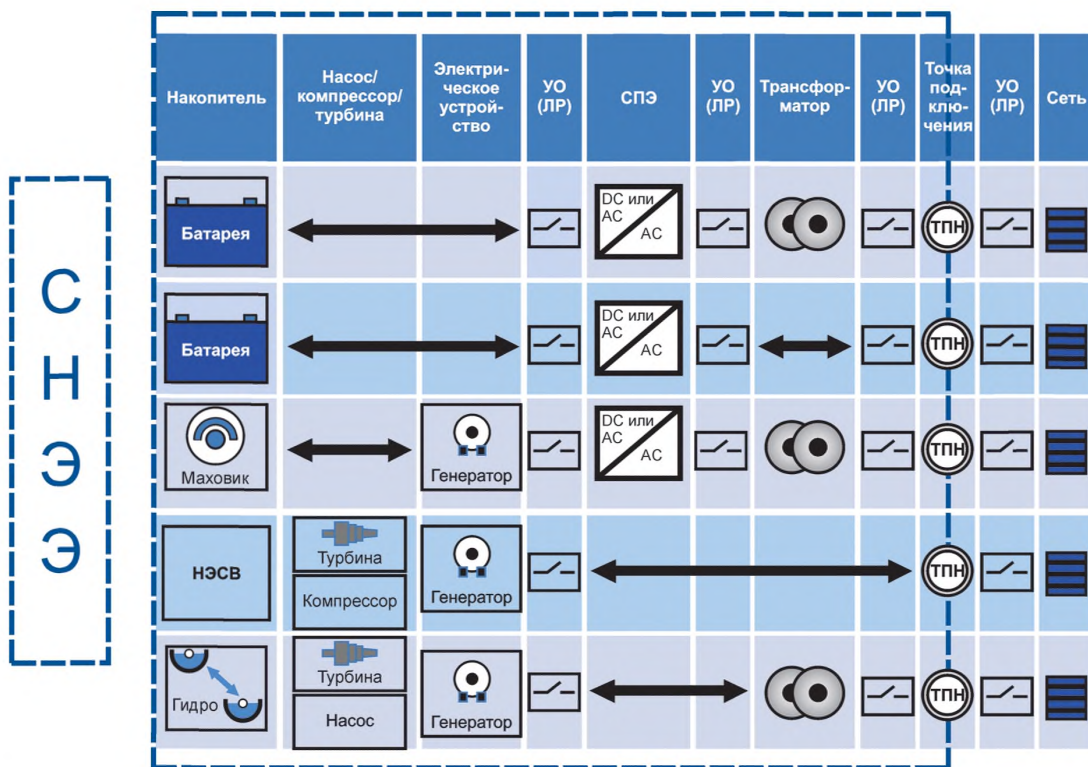 Накопитель
Насос/
компрессор/
турбина
Электри-
ческое
устрой-
ство
УО
(ЛР)
СПЭ
УО
(ЛР)
Трансфор-
матор
УО
(ЛР)
Точка
под-
клю-
чения
УО
(ЛР)
Сеть
С
Н
Э
Э
Батарея
DC или
AC
AC
ТПН
Батарея
DC или
AC
AC
ТПН
Маховик
Генератор
DC или
AC
AC
ТПН
НЭСВ
Турбина
Компрессор
Генератор
ТПН
Гидро
Турбина
Насос
Генератор
ТПН